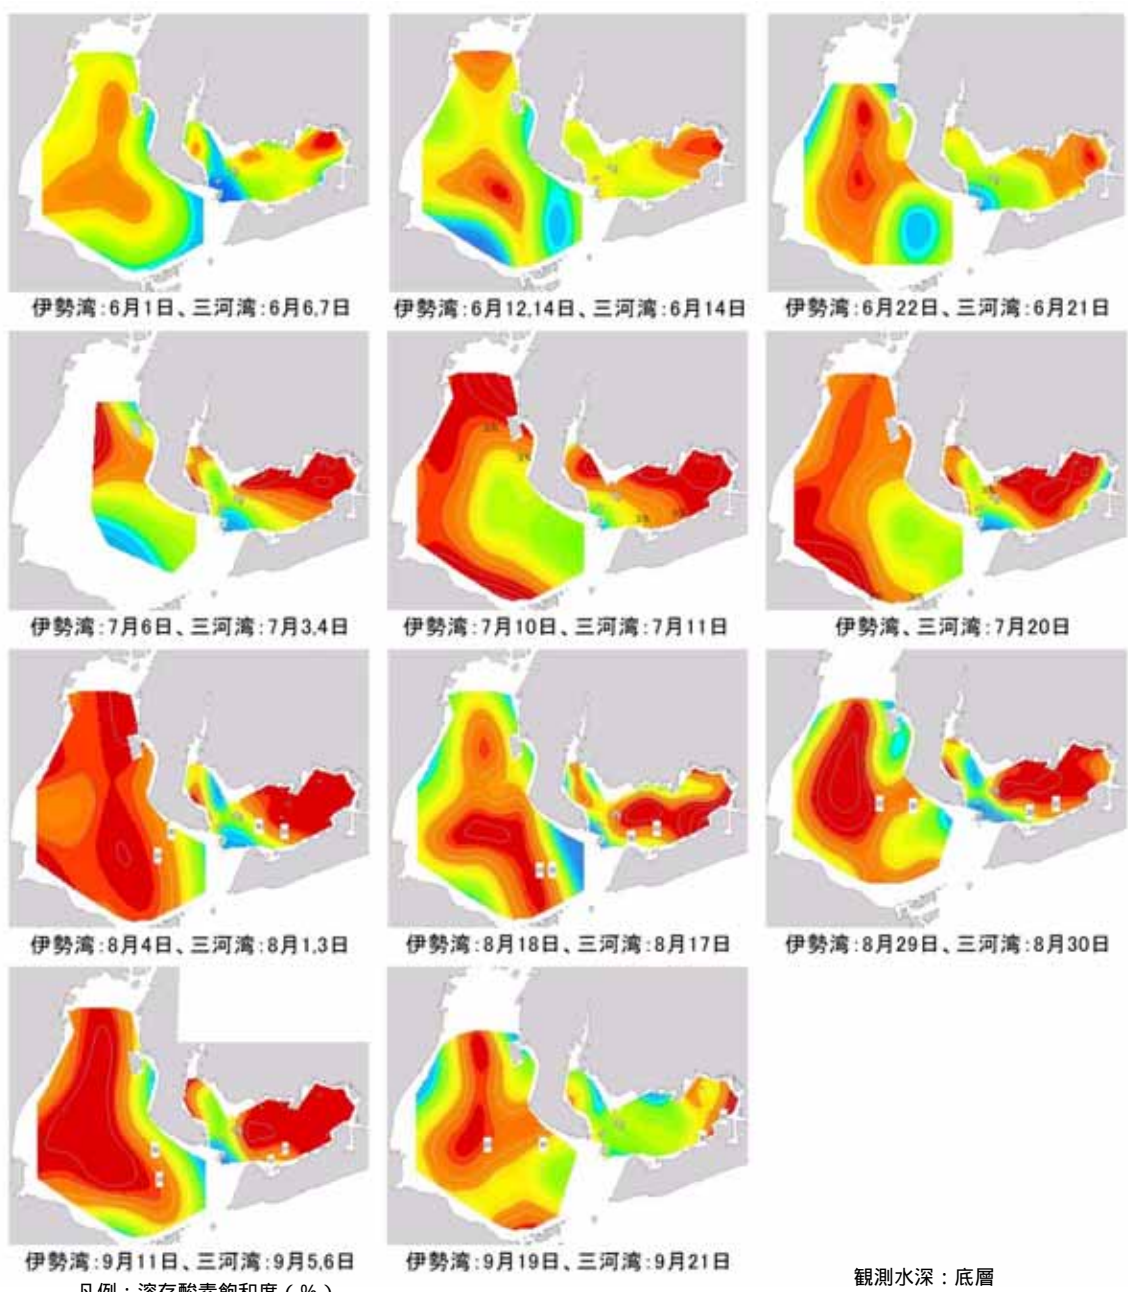 伊勢湾:6月1日、三河湾:6月6,7日
伊勢湾:6月12,14日、三河湾:6月14日
伊勢湾:6月22日、三河湾:6月21日
伊勢湾:7月6日、三河湾:7月3,4日
伊勢湾:7月10日、三河湾:7月11日
伊勢湾、三河湾:7月20日
伊勢湾:8月4日、三河湾:8月1,3日
伊勢湾:8月18日、三河湾:8月17日
伊勢湾:8月29日、三河湾:8月30日
伊勢湾:9月11日、三河湾:9月5,6日
伊勢湾:9月19日、三河湾:9月21日
観測水深:底層
凡例:溶存酸素飽和度(%)